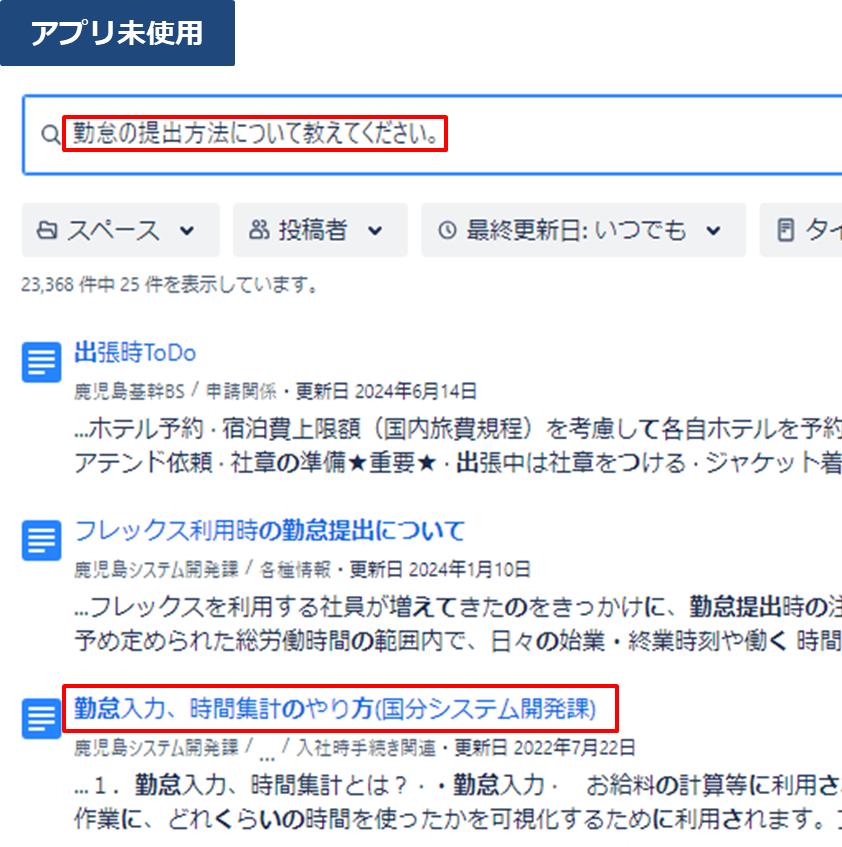 アプリ未使用
勤怠の提出方法について教えてください。
スペース 投稿者 最終更新日: いつでも タイ
23,368 件中 25 件を表示しています。
出張時ToDo
鹿児島基幹BS / 申請関係・更新日 2024年6月14日
...ホテル予約 · 宿泊費上限額（国内旅費規程）を考慮して各自ホテルを予約
アテンド依頼 · 社章の準備★重要★ · 出張中は社章をつける · ジャケット着
フレックス利用時の勤怠提出について
鹿児島システム開発課 / 各種情報・更新日 2024年1月10日
...フレックスを利用する社員が増えてきたのをきっかけに、勤怠提出時の注
予め定められた総労働時間の範囲内で、日々の始業・終業時刻や働く 時間
勤怠入力、時間集計のやり方(国分システム開発課)
鹿児島システム開発課 / ... / 入社時手続き関連・更新日 2022年7月22日
...１．勤怠入力、時間集計とは？・・勤怠入力・　お給料の計算等に利用さ
作業に、どれくらいの時間を使ったかを可視化するために利用されます。